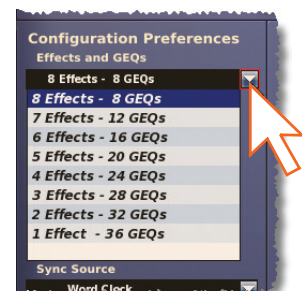 Configuration Preferences
Effects and GEQs
8 Effects - 8 GEQs
8 Effects - 8 GEQs
7 Effects - 12 GEQs
6 Effects - 16 GEQs
5 Effects - 20 GEQs
4 Effects - 24 GEQs
3 Effects - 28 GEQs
2 Effects - 32 GEQs
1 Effect - 36 GEQs
Sync Source
Word Clock